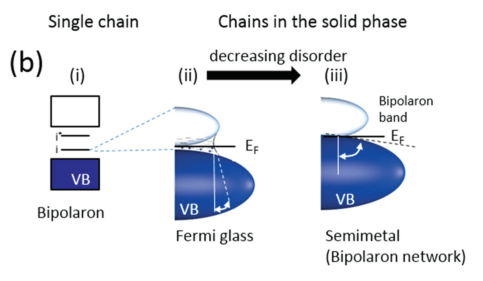 Single chain
Chains in the solid phase
decreasing disorder
(b)
(i)
(ii)
(iii)
Bipolaron
band
i'
i
E_F
E_F
VB
VB
VB
Bipolaron
Fermi glass
Semimetal
(Bipolaron network)